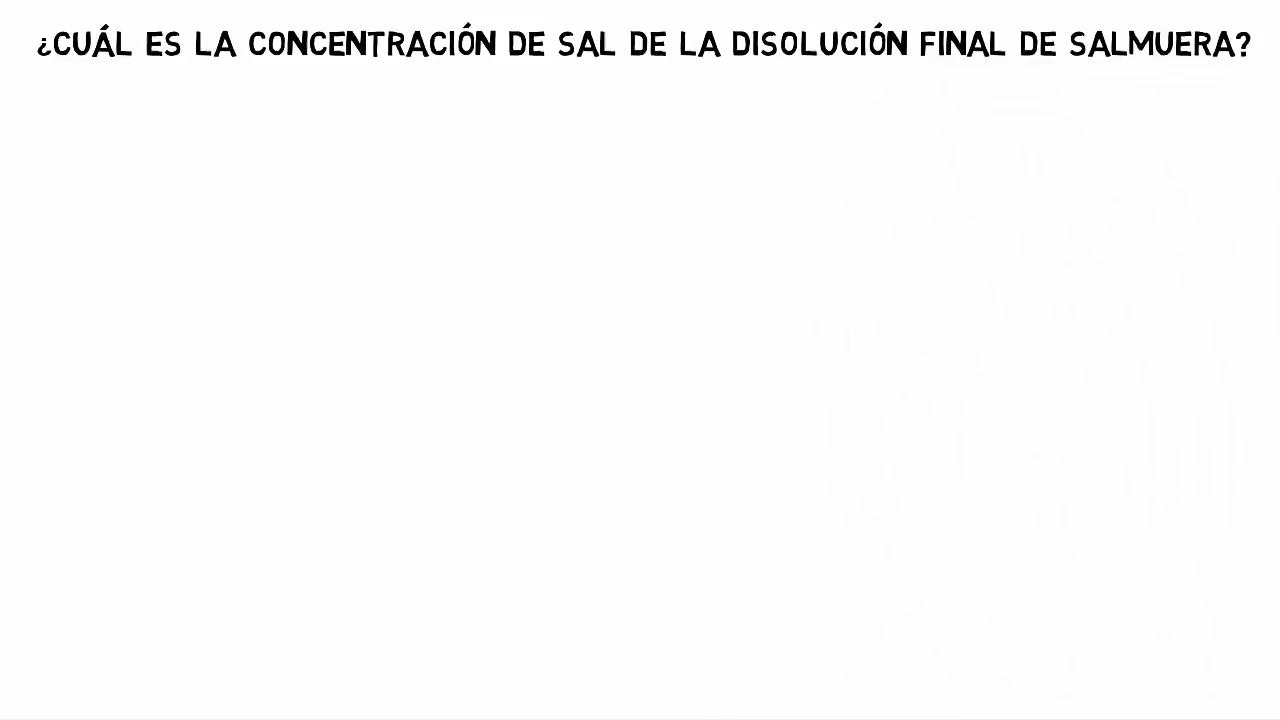 ¿CUÁL ES LA CONCENTRACIÓN DE SAL DE LA DISOLUCIÓN FINAL DE SALMUERA?